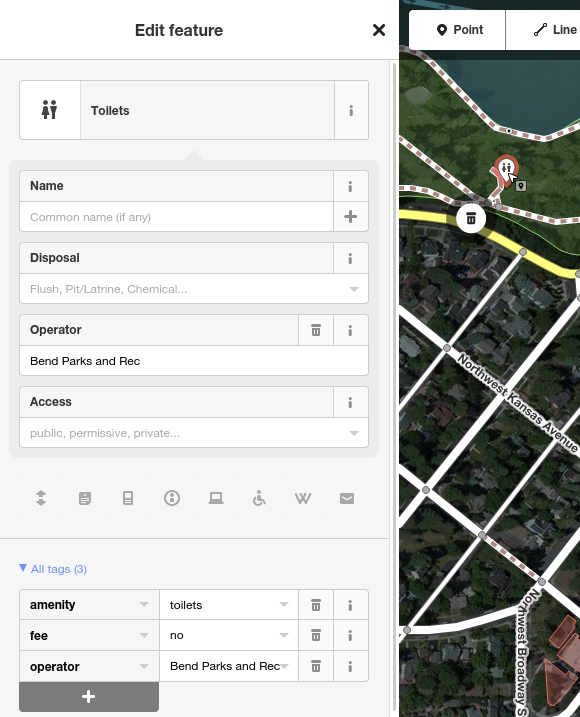 Edit feature
Point
Line
Toilets
Name
Common name (if any)
Disposal
Flush, Pit/Latrine, Chemical...
Operator
Bend Parks and Rec
Access
public, permissive, private...
W
All tags (3)
amenity
toilets
fee
no
operator
Bend Parks and Rec
Northwest Kansas Avenue
Northwest Broadway S